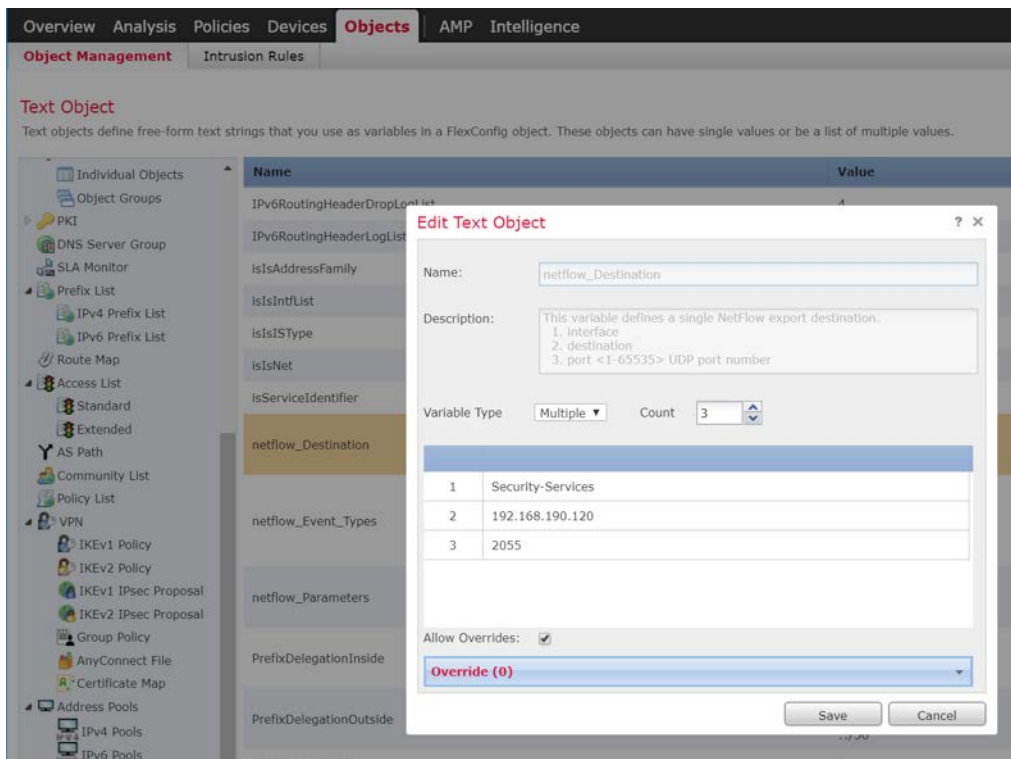 Overview Analysis Policies Devices Objects AMP Intelligence
Object Management Intrusion Rules
Text Object
Text objects define free-form text strings that you use as variables in a FlexConfig object. These objects can have single values or be a list of multiple values.
Individual Objects
Object Groups
PKI
DNS Server Group
SLA Monitor
Prefix List
IPv4 Prefix List
IPv6 Prefix List
Route Map
Access List
Standard
Extended
AS Path
Community List
Policy List
VPN
IKEv1 Policy
IKEv2 Policy
IKEv1 IPsec Proposal
IKEv2 IPsec Proposal
Group Policy
AnyConnect File
Certificate Map
Address Pools
IPv4 Pools
IPv6 Pools
Name Value
IPv6RoutingHeaderDropLogList 4
IPv6RoutingHeaderLogList
isIsAddressFamily
isIsIntfList
isIsISType
isIsNet
isServiceIdentifier
netflow_Destination
netflow_Event_Types
netflow_Parameters
PrefixDelegationInside
PrefixDelegationOutside
Edit Text Object ? ×
Name: netflow_Destination
Description: This variable defines a single NetFlow export destination.
1. interface
2. destination
3. port <1-65535> UDP port number
Variable Type Multiple Count 3
1 Security-Services
2 192.168.190.120
3 2055
Allow Overrides:
Override (0)
Save Cancel